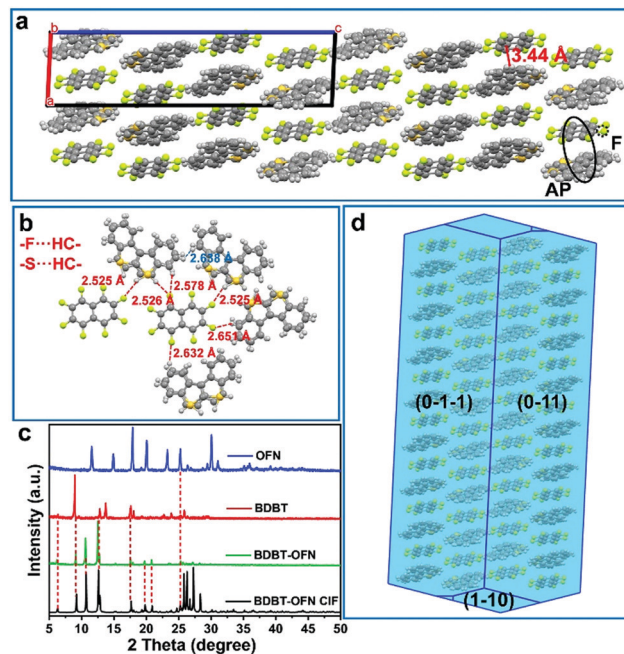 a
b
c
a
3.44 Å
F
AP
b
-F···HC-
-S···HC-
2.638 Å
2.525 Å
2.578 Å
2.526 Å
2.525 Å
2.651 Å
2.632 Å
d
(0-1-1)
(0-11)
(1-10)
c
Intensity (a.u.)
OFN
BDBT
BDBT-OFN
BDBT-OFN CIF
5 10 15 20 25 30 35 40 45 50
2 Theta (degree)